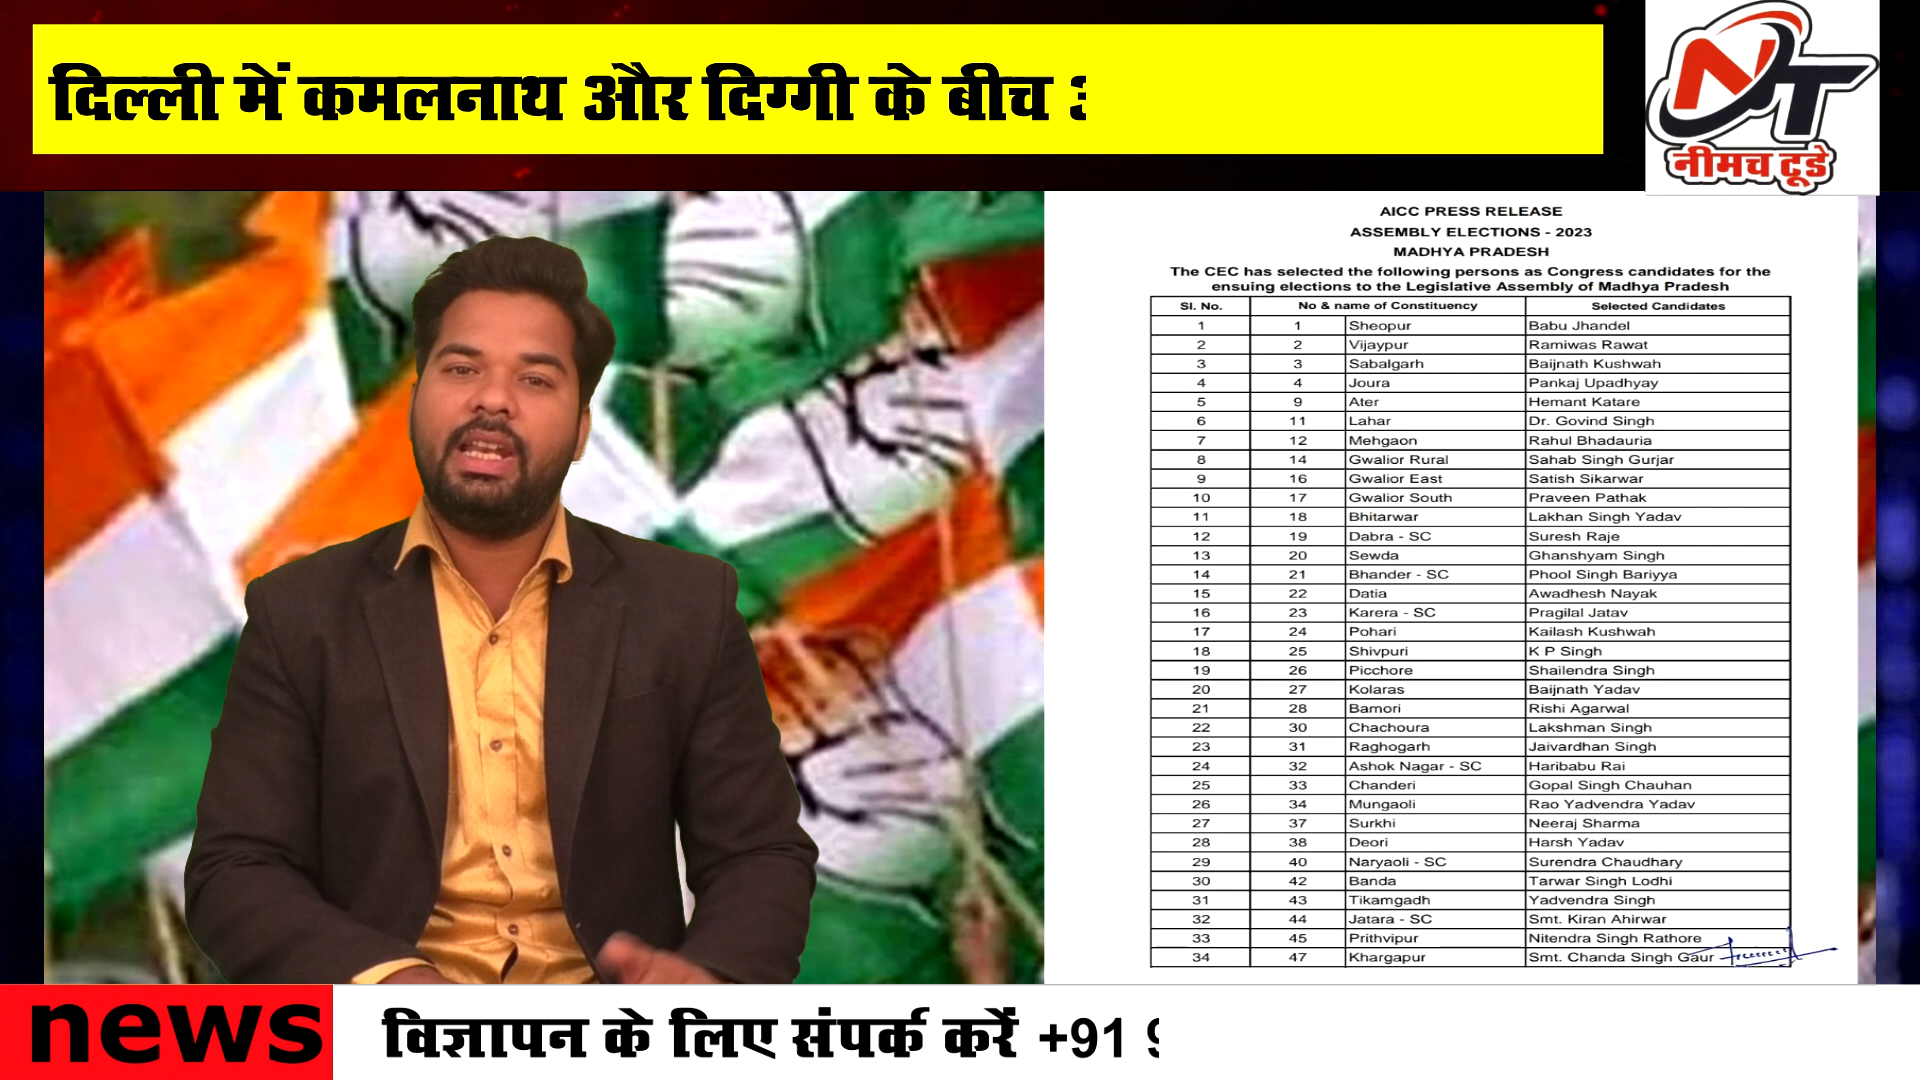 दिल्ली में कमलनाथ और दिग्गी के बीच
NT
नीमच टूडे
AICC PRESS RELEASE
ASSEMBLY ELECTIONS - 2023
MADHYA PRADESH
The CEC has selected the following persons as Congress candidates for the
ensuing elections to the Legislative Assembly of Madhya Pradesh
Sl. No. No & name of Constituency Selected Candidates
1 1 Sheopur Babu Jhandel
2 2 Vijaypur Ramiwas Rawat
3 3 Sabalgarh Baijnath Kushwah
4 4 Joura Pankaj Upadhyay
5 9 Ater Hemant Katare
6 11 Lahar Dr. Govind Singh
7 12 Mehgaon Rahul Bhadauria
8 14 Gwalior Rural Sahab Singh Gurjar
9 16 Gwalior East Satish Sikarwar
10 17 Gwalior South Praveen Pathak
11 18 Bhitarwar Lakhan Singh Yadav
12 19 Dabra - SC Suresh Raje
13 20 Sewda Ghanshyam Singh
14 21 Bhander - SC Phool Singh Bariyya
15 22 Datia Awadhesh Nayak
16 23 Karera - SC Pragilal Jatav
17 24 Pohari Kailash Kushwah
18 25 Shivpuri K P Singh
19 26 Picchore Shailendra Singh
20 27 Kolaras Baijnath Yadav
21 28 Bamori Rishi Agarwal
22 30 Chachoura Lakshman Singh
23 31 Raghogarh Jaivardhan Singh
24 32 Ashok Nagar - SC Haribabu Rai
25 33 Chanderi Gopal Singh Chauhan
26 34 Mungaoli Rao Yadvendra Yadav
27 37 Surkhi Neeraj Sharma
28 38 Deori Harsh Yadav
29 40 Naryaoli - SC Surendra Chaudhary
30 42 Banda Tarwar Singh Lodhi
31 43 Tikamgadh Yadvendra Singh
32 44 Jatara - SC Smt. Kiran Ahirwar
33 45 Prithvipur Nitendra Singh Rathore
34 47 Khargapur Smt. Chanda Singh Gaur
news
विज्ञापन के लिए संपर्क करें +91